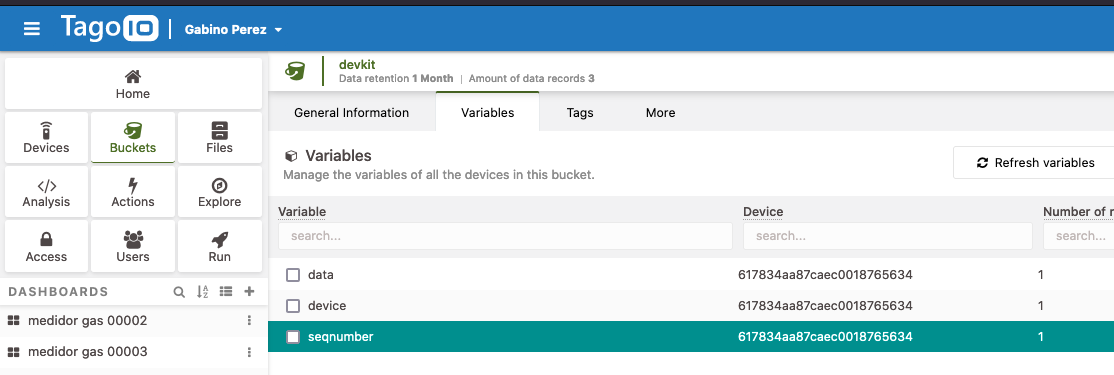 Tago IO Gabino Perez
devkit
Data retention 1 Month | Amount of data records 3
Home
Devices Buckets Files
Analysis Actions Explore
Access Users Run
DASHBOARDS
medidor gas 00002
medidor gas 00003
General Information Variables Tags More
Variables
Manage the variables of all the devices in this bucket.
Refresh variables
Variable Device Number of r
search... search... search...
data 617834aa87caec0018765634 1
device 617834aa87caec0018765634 1
seqnumber 617834aa87caec0018765634 1